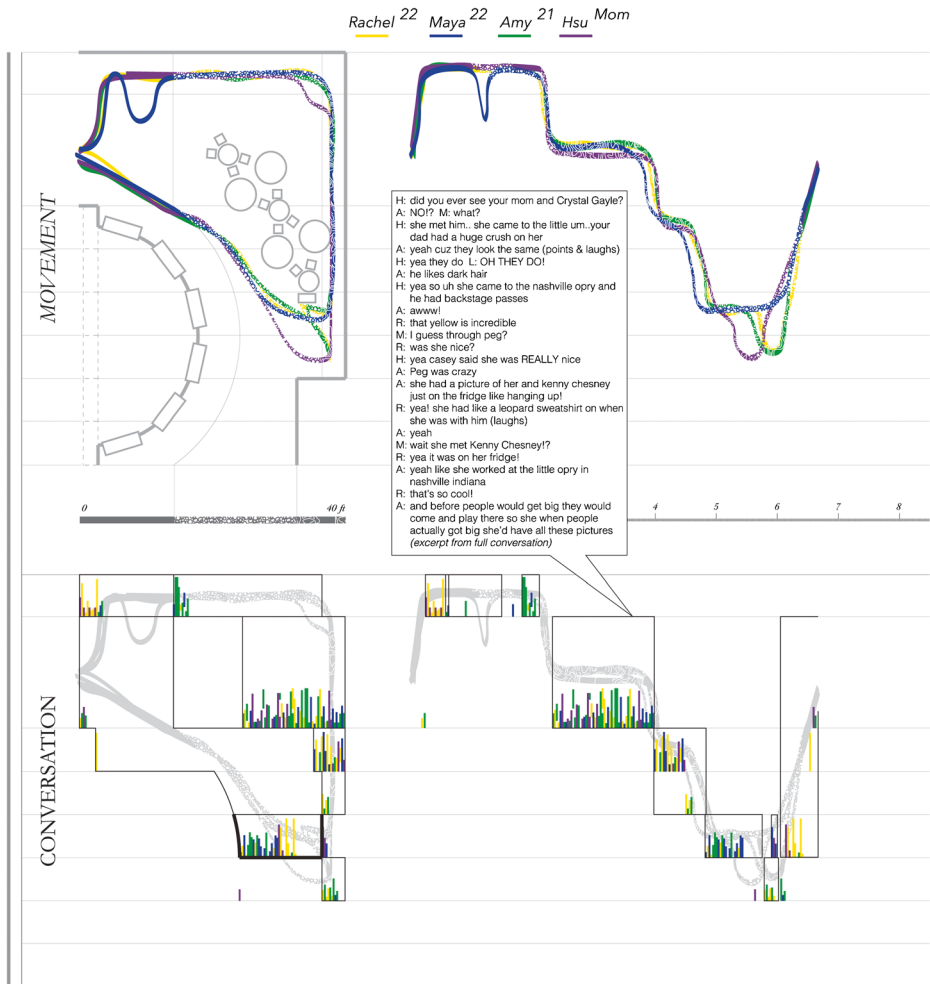 Rachel 22 Maya 22 Amy 21 Hsu Mom
MOVEMENT
H: did you ever see your mom and Crystal Gayle?
A: NO!? M: what?
H: she met him.. she came to the little um..your
dad had a huge crush on her
A: yeah cuz they look the same (points & laughs)
H: yea they do L: OH THEY DO!
A: he likes dark hair
H: yea so uh she came to the nashville opry and
he had backstage passes
A: awww!
R: that yellow is incredible
M: I guess through peg?
R: was she nice?
H: yea casey said she was REALLY nice
A: Peg was crazy
A: she had a picture of her and kenny chesney
just on the fridge like hanging up!
R: yea! she had like a leopard sweatshirt on when
she was with him (laughs)
A: yeah
M: wait she met Kenny Chesney!?
R: yea it was on her fridge!
A: yeah like she worked at the little opry in
nashville indiana
R: that's so cool!
A: and before people would get big they would
come and play there so she when people
actually got big she'd have all these pictures
(excerpt from full conversation)
0 40 ft
4 5 6 7 8
CONVERSATION